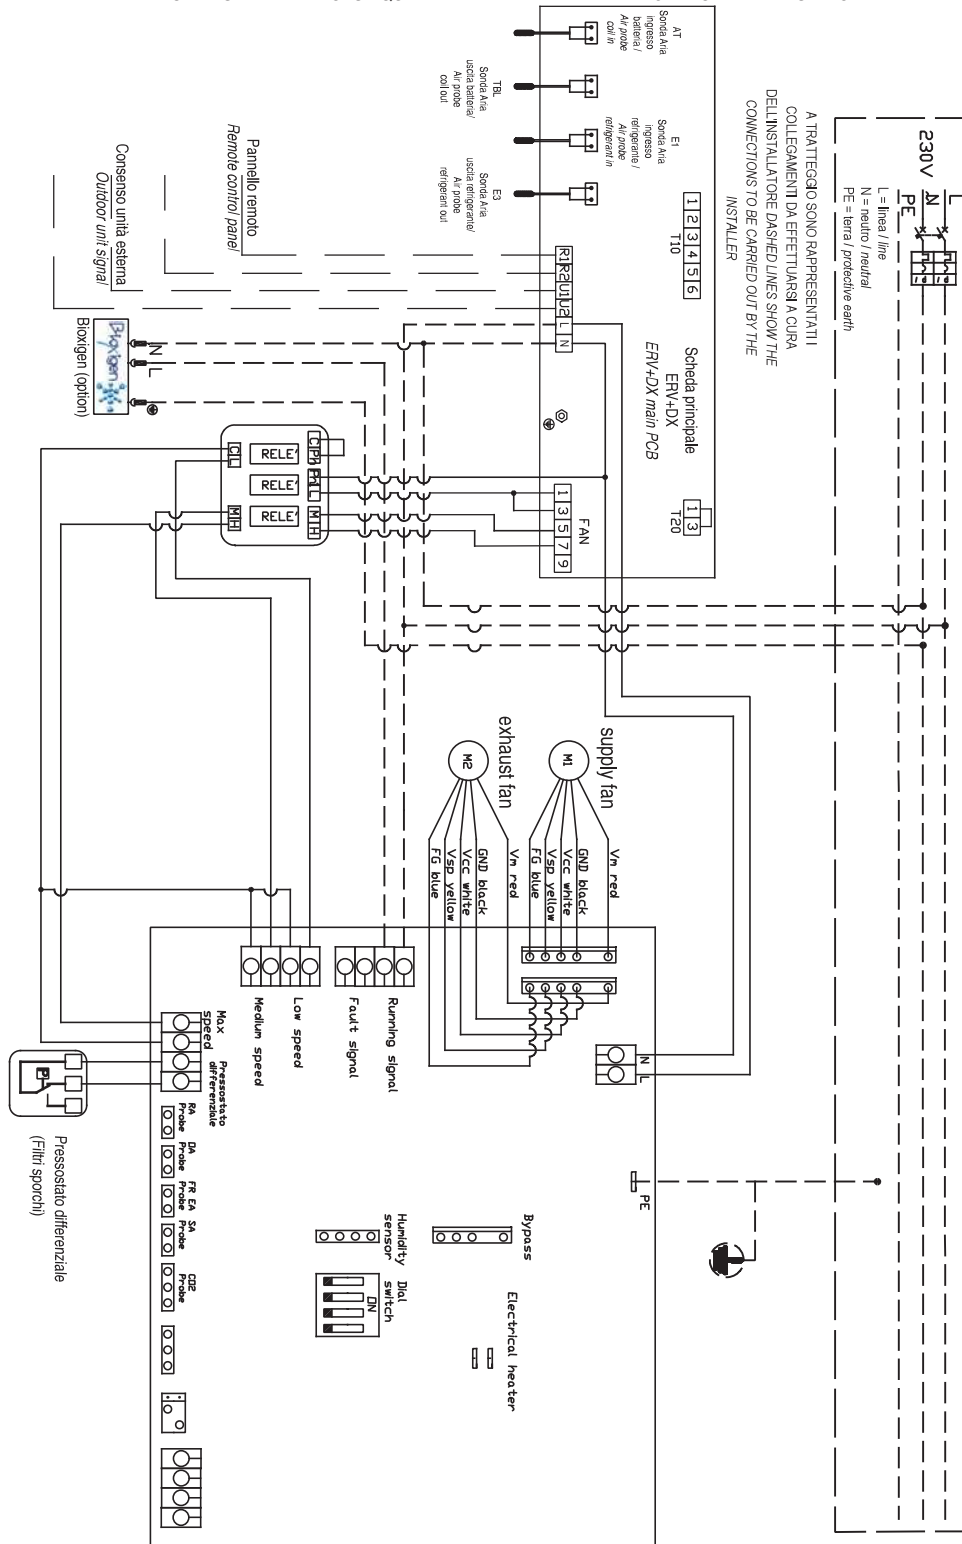 230V
L
N
PE
L = linea / line
N = neutro / neutral
PE = terra / protective earth
A TRATTEGGIO SONO RAPPRESENTATI I
COLLEGAMENTI DA EFFETTUARSI A CURA
DELL'INSTALLATORE DASHED LINES SHOW THE
CONNECTIONS TO BE CARRIED OUT BY THE
INSTALLER
AT
Sonda Aria
ingresso
batteria /
Air probe
coil in
TBL
Sonda Aria
uscita batteria/
Air probe
coil out
E1
Sonda Aria
ingresso
refrigerante /
Air probe
refrigerant in
E3
Sonda Aria
uscita refrigerante/
Air probe
refrigerant out
1 2 3 4 5 6
T10
Scheda principale
ERV+DX
ERV+DX main PCB
1 3
T20
R1 R2 U1 U2 L N
FAN
1 3 5 7 9
Pannello remoto
Remote control panel
Consenso unità esterna
Outdoor unit signal
Bioxigen
N
L
Bioxigen (option)
C L
M H
RELE'
RELE'
RELE'
C Ph
Ph L
M H
supply fan
M1
Vm red
GND black
Vcc white
Vsp yellow
FG blue
exhaust fan
M2
Vm red
GND black
Vcc white
Vsp yellow
FG blue
N
L
PE
Running signal
Fault signal
Low speed
Medium speed
Max
speed
Pressostato
differenziale
P
Pressostato differenziale
(Filtri sporchi)
RA
Probe
DA
Probe
FR EA
Probe
SA
Probe
CO2
Probe
Humidity
sensor
Dial
switch
ON
Bypass
Electrical heater